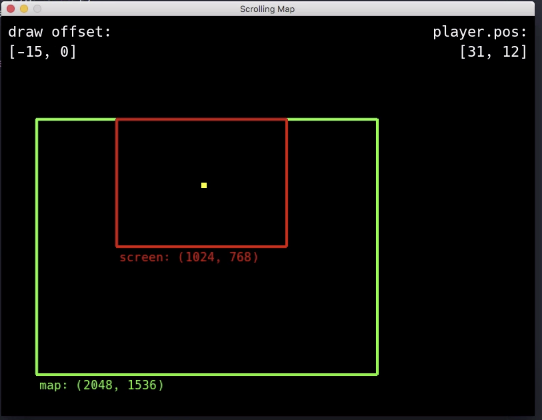 Scrolling Map
draw offset:
[-15, 0]
player.pos:
[31, 12]
screen: (1024, 768)
map: (2048, 1536)